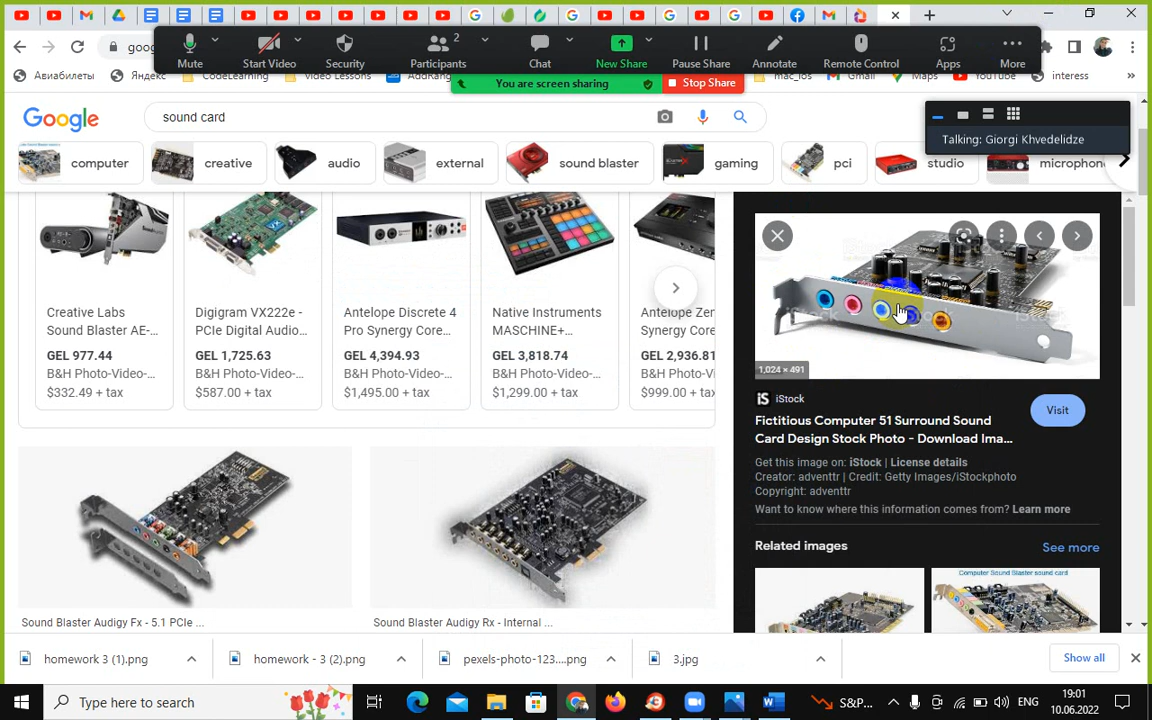 Mute
Start Video
Security
Participants
2
Chat
New Share
Pause Share
Annotate
Remote Control
Apps
More
You are screen sharing
Stop Share
Авиабилеты
Яндекс
CodeLearning
Video Lessons
AddRan
mac_ios
Gmail
Maps
YouTube
interess
Talking: Giorgi Khvedelidze
Google
sound card
computer
creative
audio
external
sound blaster
gaming
pci
studio
microphon
Creative Labs
Sound Blaster AE-...
GEL 977.44
B&H Photo-Video-...
$332.49 + tax
Digigram VX222e -
PCIe Digital Audio...
GEL 1,725.63
B&H Photo-Video-...
$587.00 + tax
Antelope Discrete 4
Pro Synergy Core...
GEL 4,394.93
B&H Photo-Video-...
$1,495.00 + tax
Native Instruments
MASCHINE+...
GEL 3,818.74
B&H Photo-Video-...
$1,299.00 + tax
Antelope Zen
Synergy Core
GEL 2,936.81
B&H Photo-Video-
$999.00 + tax
1,024 × 491
iS iStock
Fictitious Computer 51 Surround Sound
Card Design Stock Photo - Download Ima...
Visit
Get this image on: iStock | License details
Creator: adventtr | Credit: Getty Images/iStockphoto
Copyright: adventtr
Want to know where this information comes from? Learn more
Related images
See more
Computer Sound Blaster sound card
Sound Blaster Audigy Fx - 5.1 PCIe ...
Sound Blaster Audigy Rx - Internal ...
homework 3 (1).png
homework - 3 (2).png
pexels-photo-123....png
3.jpg
Show all
Type here to search
S&P...
ENG
19:01
10.06.2022